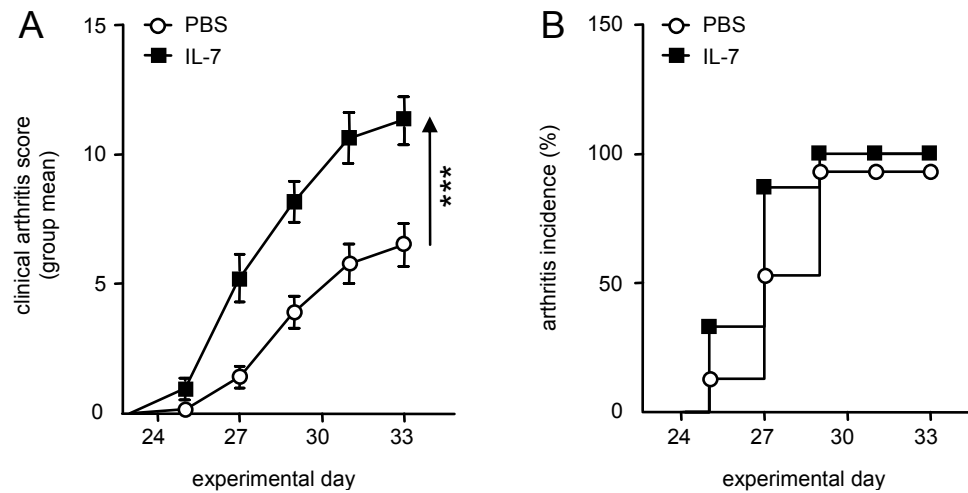 A
PBS
IL-7
15
10
5
0
clinical arthritis score
(group mean)
***
24 27 30 33
experimental day
B
PBS
IL-7
150
100
50
0
arthritis incidence (%)
24 27 30 33
experimental day